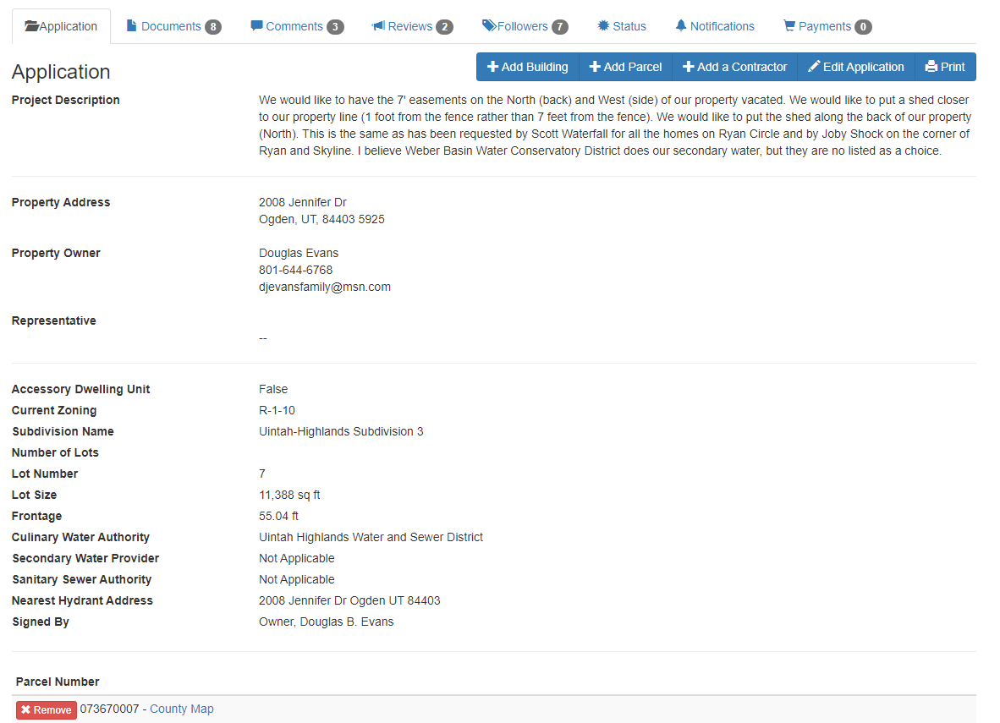 Application Documents 8 Comments 3 Reviews 2 Followers 7 Status Notifications Payments 0
Application
Add Building Add Parcel Add a Contractor Edit Application Print
Project Description We would like to have the 7' easements on the North (back) and West (side) of our property vacated. We would like to put a shed closer
to our property line (1 foot from the fence rather than 7 feet from the fence). We would like to put the shed along the back of our property
(North). This is the same as has been requested by Scott Waterfall for all the homes on Ryan Circle and by Joby Shock on the corner of
Ryan and Skyline. I believe Weber Basin Water Conservatory District does our secondary water, but they are no listed as a choice.
Property Address 2008 Jennifer Dr
Ogden, UT, 84403 5925
Property Owner Douglas Evans
801-644-6768
djevansfamily@msn.com
Representative
--
Accessory Dwelling Unit False
Current Zoning R-1-10
Subdivision Name Uintah-Highlands Subdivision 3
Number of Lots
Lot Number 7
Lot Size 11,388 sq ft
Frontage 55.04 ft
Culinary Water Authority Uintah Highlands Water and Sewer District
Secondary Water Provider Not Applicable
Sanitary Sewer Authority Not Applicable
Nearest Hydrant Address 2008 Jennifer Dr Ogden UT 84403
Signed By Owner, Douglas B. Evans
Parcel Number
Remove 073670007 - County Map